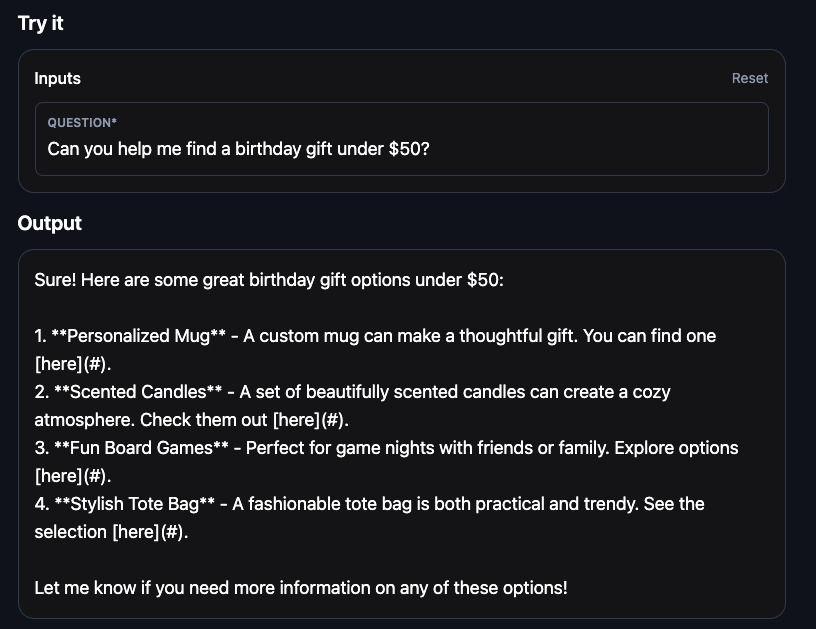 Try it
Inputs
Reset
QUESTION*
Can you help me find a birthday gift under $50?
Output
Sure! Here are some great birthday gift options under $50:
1. **Personalized Mug** - A custom mug can make a thoughtful gift. You can find one
[here](#).
2. **Scented Candles** - A set of beautifully scented candles can create a cozy
atmosphere. Check them out [here](#).
3. **Fun Board Games** - Perfect for game nights with friends or family. Explore options
[here](#).
4. **Stylish Tote Bag** - A fashionable tote bag is both practical and trendy. See the
selection [here](#).
Let me know if you need more information on any of these options!